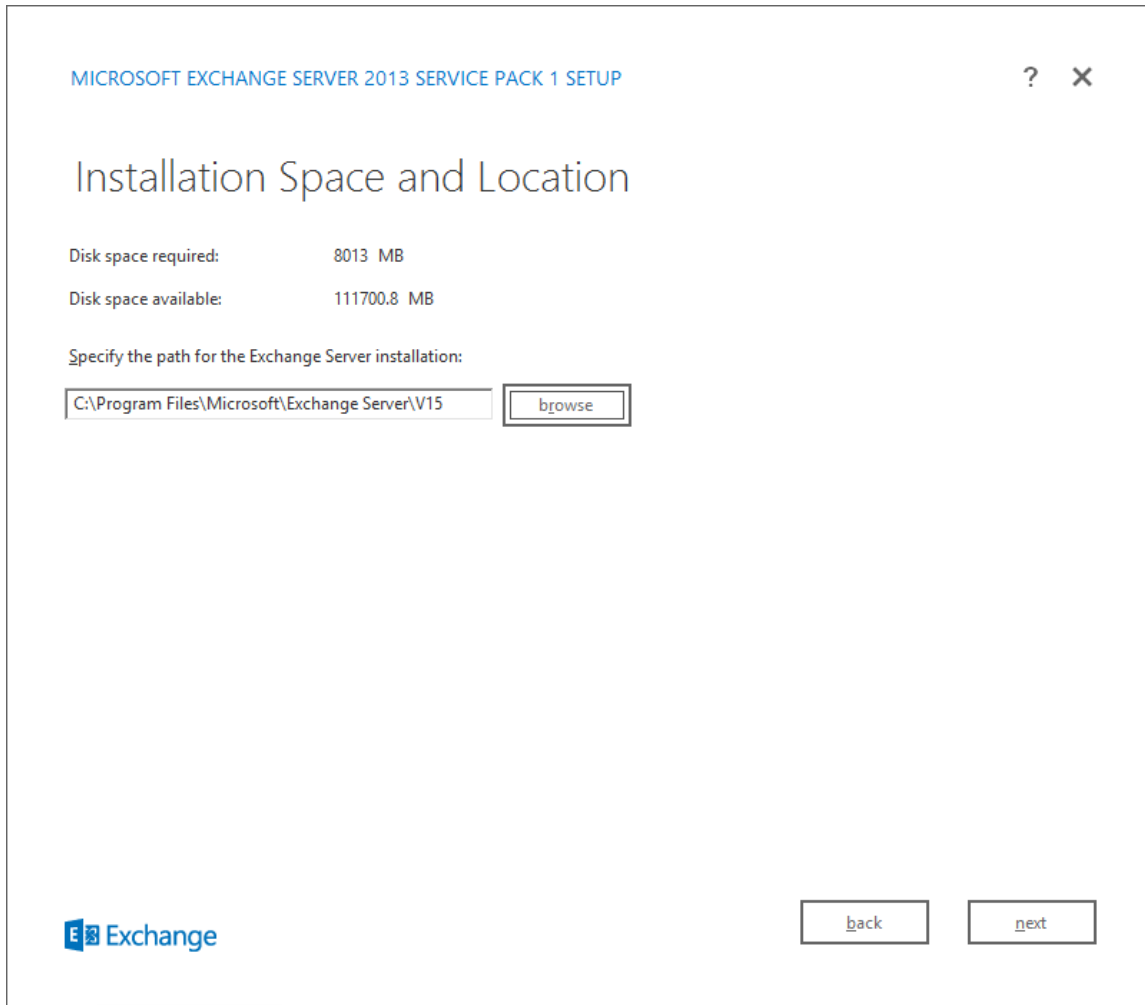 MICROSOFT EXCHANGE SERVER 2013 SERVICE PACK 1 SETUP ? ✕
Installation Space and Location
Disk space required: 8013 MB
Disk space available: 111700.8 MB
Specify the path for the Exchange Server installation:
C:\Program Files\Microsoft\Exchange Server\V15 browse
E Exchange back next